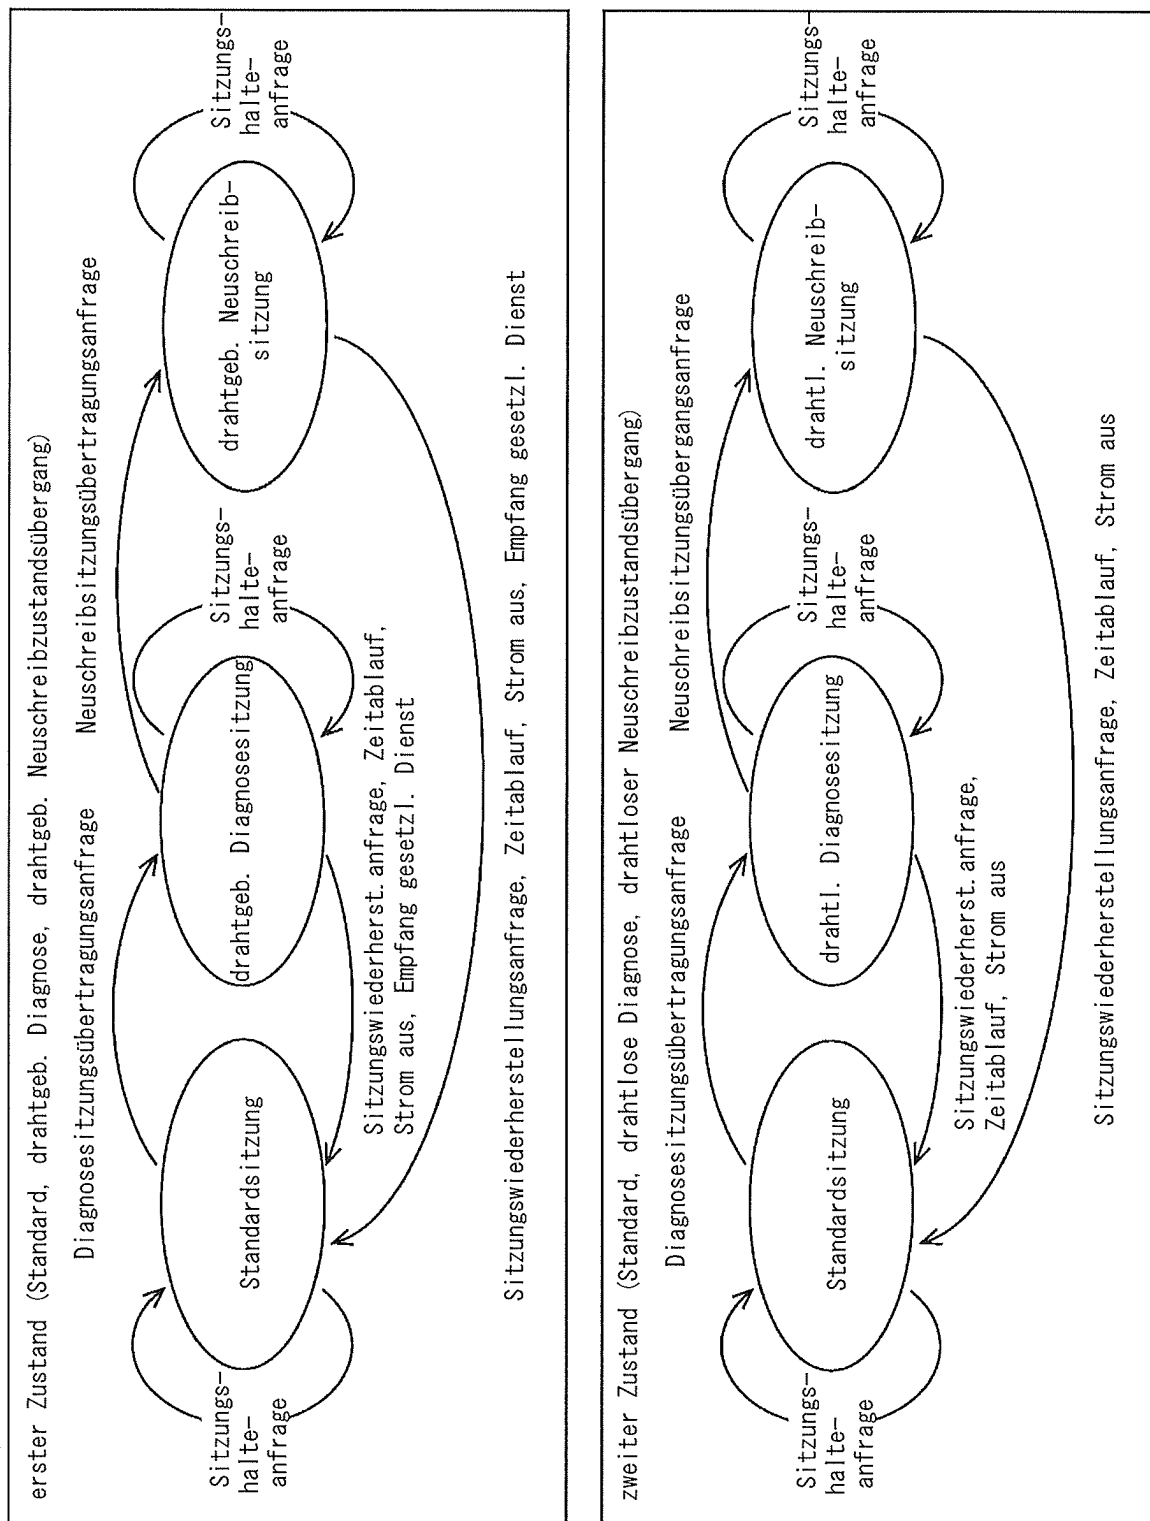 erster Zustand (Standard, drahtgeb. Diagnose, drahtgeb. Neuschreibzustandsübergang)
Diagnosesitzungsübertragungsanfrage
Neuschreibsitzungsübertragungsanfrage
Sitzungs-
halte-
anfrage
Standardsitzung
drahtgeb. Diagnosesitzung
Sitzungs-
halte-
anfrage
drahtgeb. Neuschreib-
sitzung
Sitzungs-
halte-
anfrage
Sitzungswiederherst.anfrage, Zeitablauf,
Strom aus, Empfang gesetzl. Dienst
Sitzungswiederherstellungsanfrage, Zeitablauf, Strom aus, Empfang gesetzl. Dienst
zweiter Zustand (Standard, drahtlose Diagnose, drahtloser Neuschreibzustandsübergang)
Diagnosesitzungsübertragungsanfrage
Neuschreibsitzungsübergangsanfrage
Sitzungs-
halte-
anfrage
Standardsitzung
drahtl. Diagnosesitzung
Sitzungs-
halte-
anfrage
drahtl. Neuschreib-
sitzung
Sitzungs-
halte-
anfrage
Sitzungswiederherst.anfrage,
Zeitablauf, Strom aus
Sitzungswiederherstellungsanfrage, Zeitablauf, Strom aus